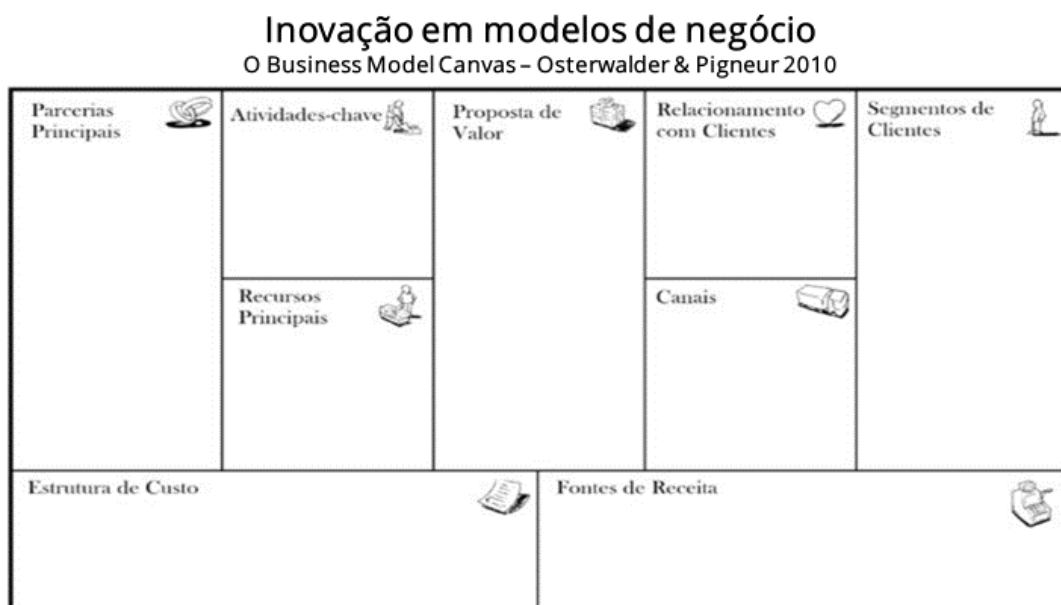 Inovação em modelos de negócio
O Business Model Canvas – Osterwalder & Pigneur 2010
Parcerias
Principais
Atividades-chave
Proposta de
Valor
Relacionamento
com Clientes
Segmentos de
Clientes
Recursos
Principais
Canais
Estrutura de Custo
Fontes de Receita